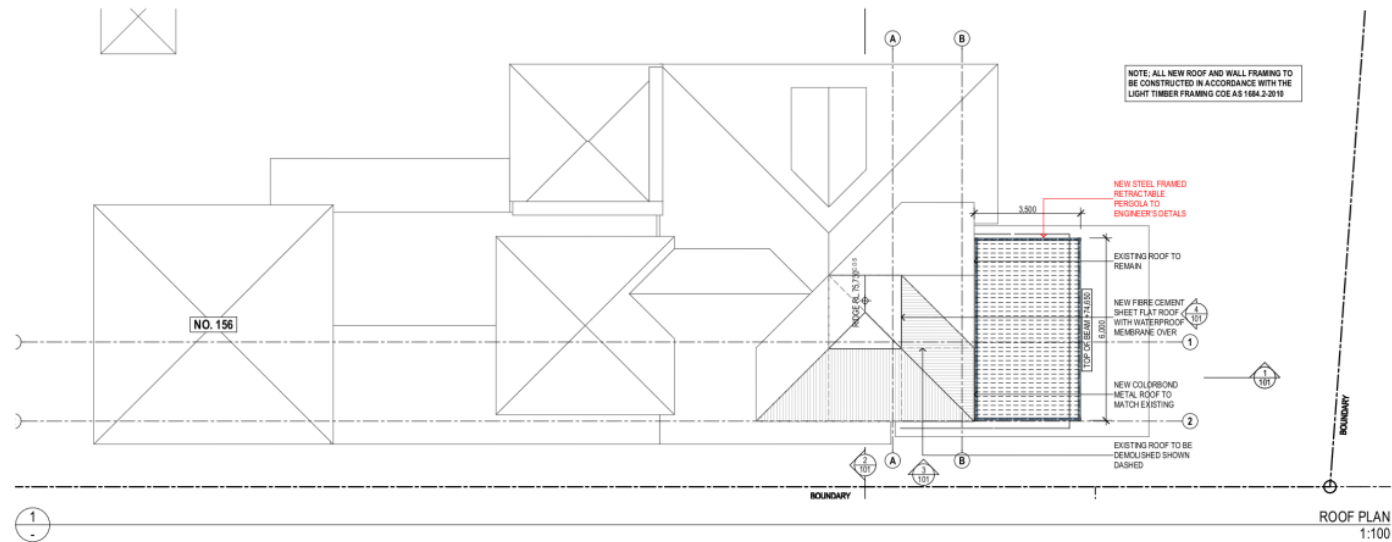 A
B
NOTE; ALL NEW ROOF AND WALL FRAMING TO
BE CONSTRUCTED IN ACCORDANCE WITH THE
LIGHT TIMBER FRAMING COE AS 1684.2-2010
NEW STEEL FRAMED
RETRACTABLE
PERGOLA TO
ENGINEER'S DETALS
3,500
EXISTING ROOF TO
REMAIN
RIDGE RL 75,730
TOP OF BEAM +74,650
6,000
NEW FIBRE CEMENT
SHEET FLAT ROOF
WITH WATERPROOF
MEMBRANE OVER
4
101
NO. 156
1
1
101
NEW COLORBOND
METAL ROOF TO
MATCH EXISTING
BOUNDARY
2
EXISTING ROOF TO BE
DEMOLISHED SHOWN
DASHED
2
101
A
3
101
B
BOUNDARY
1
-
ROOF PLAN
1:100